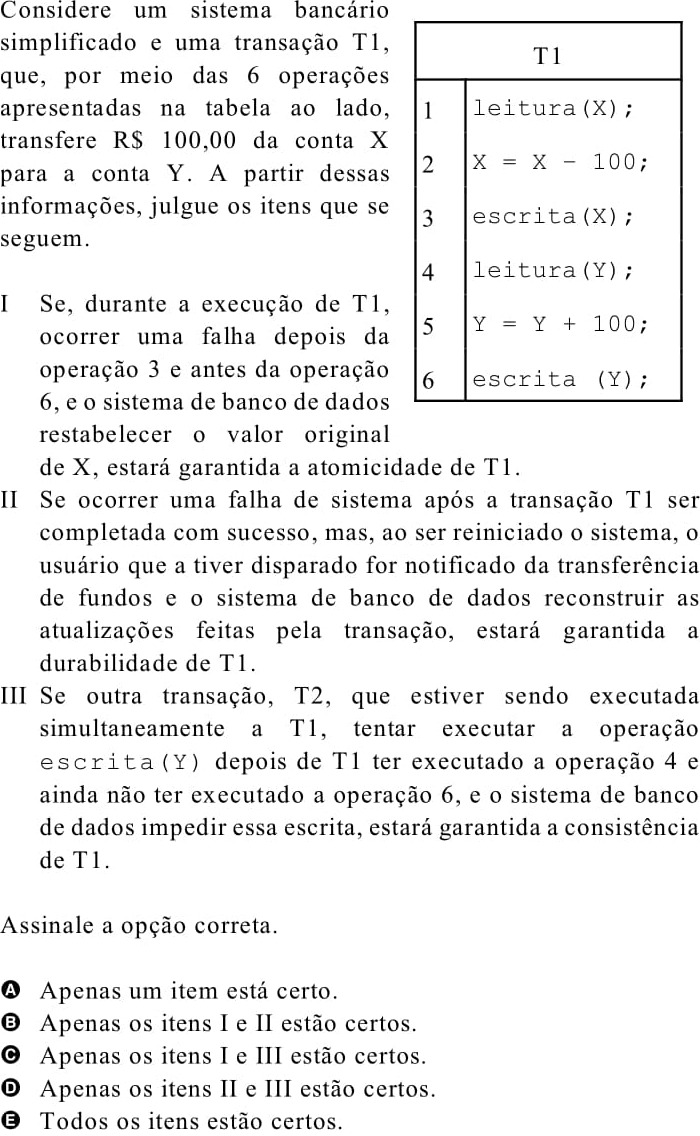 Considere um sistema bancário
simplificado e uma transação T1,
que, por meio das 6 operações
apresentadas na tabela ao lado,
transfere R$ 100,00 da conta X
para a conta Y. A partir dessas
informações, julgue os itens que se
seguem.
T1
1 leitura(X);
2 X = X – 100;
3 escrita(X);
4 leitura(Y);
5 Y = Y + 100;
6 escrita (Y);
I Se, durante a execução de T1,
ocorrer uma falha depois da
operação 3 e antes da operação
6, e o sistema de banco de dados
restabelecer o valor original
de X, estará garantida a atomicidade de T1.
II Se ocorrer uma falha de sistema após a transação T1 ser
completada com sucesso, mas, ao ser reiniciado o sistema, o
usuário que a tiver disparado for notificado da transferência
de fundos e o sistema de banco de dados reconstruir as
atualizações feitas pela transação, estará garantida a
durabilidade de T1.
III Se outra transação, T2, que estiver sendo executada
simultaneamente a T1, tentar executar a operação
escrita(Y) depois de T1 ter executado a operação 4 e
ainda não ter executado a operação 6, e o sistema de banco
de dados impedir essa escrita, estará garantida a consistência
de T1.
Assinale a opção correta.
A Apenas um item está certo.
B Apenas os itens I e II estão certos.
C Apenas os itens I e III estão certos.
D Apenas os itens II e III estão certos.
E Todos os itens estão certos.